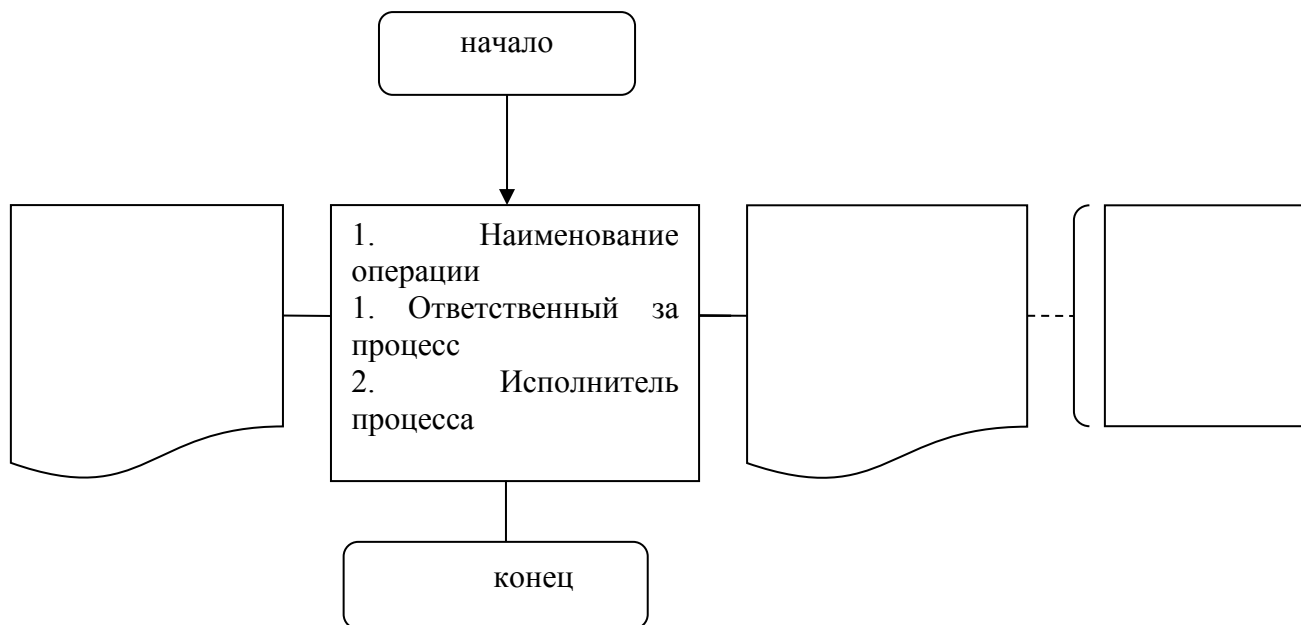 начало
1. Наименование
операции
1. Ответственный за
процесс
2. Исполнитель
процесса
конец